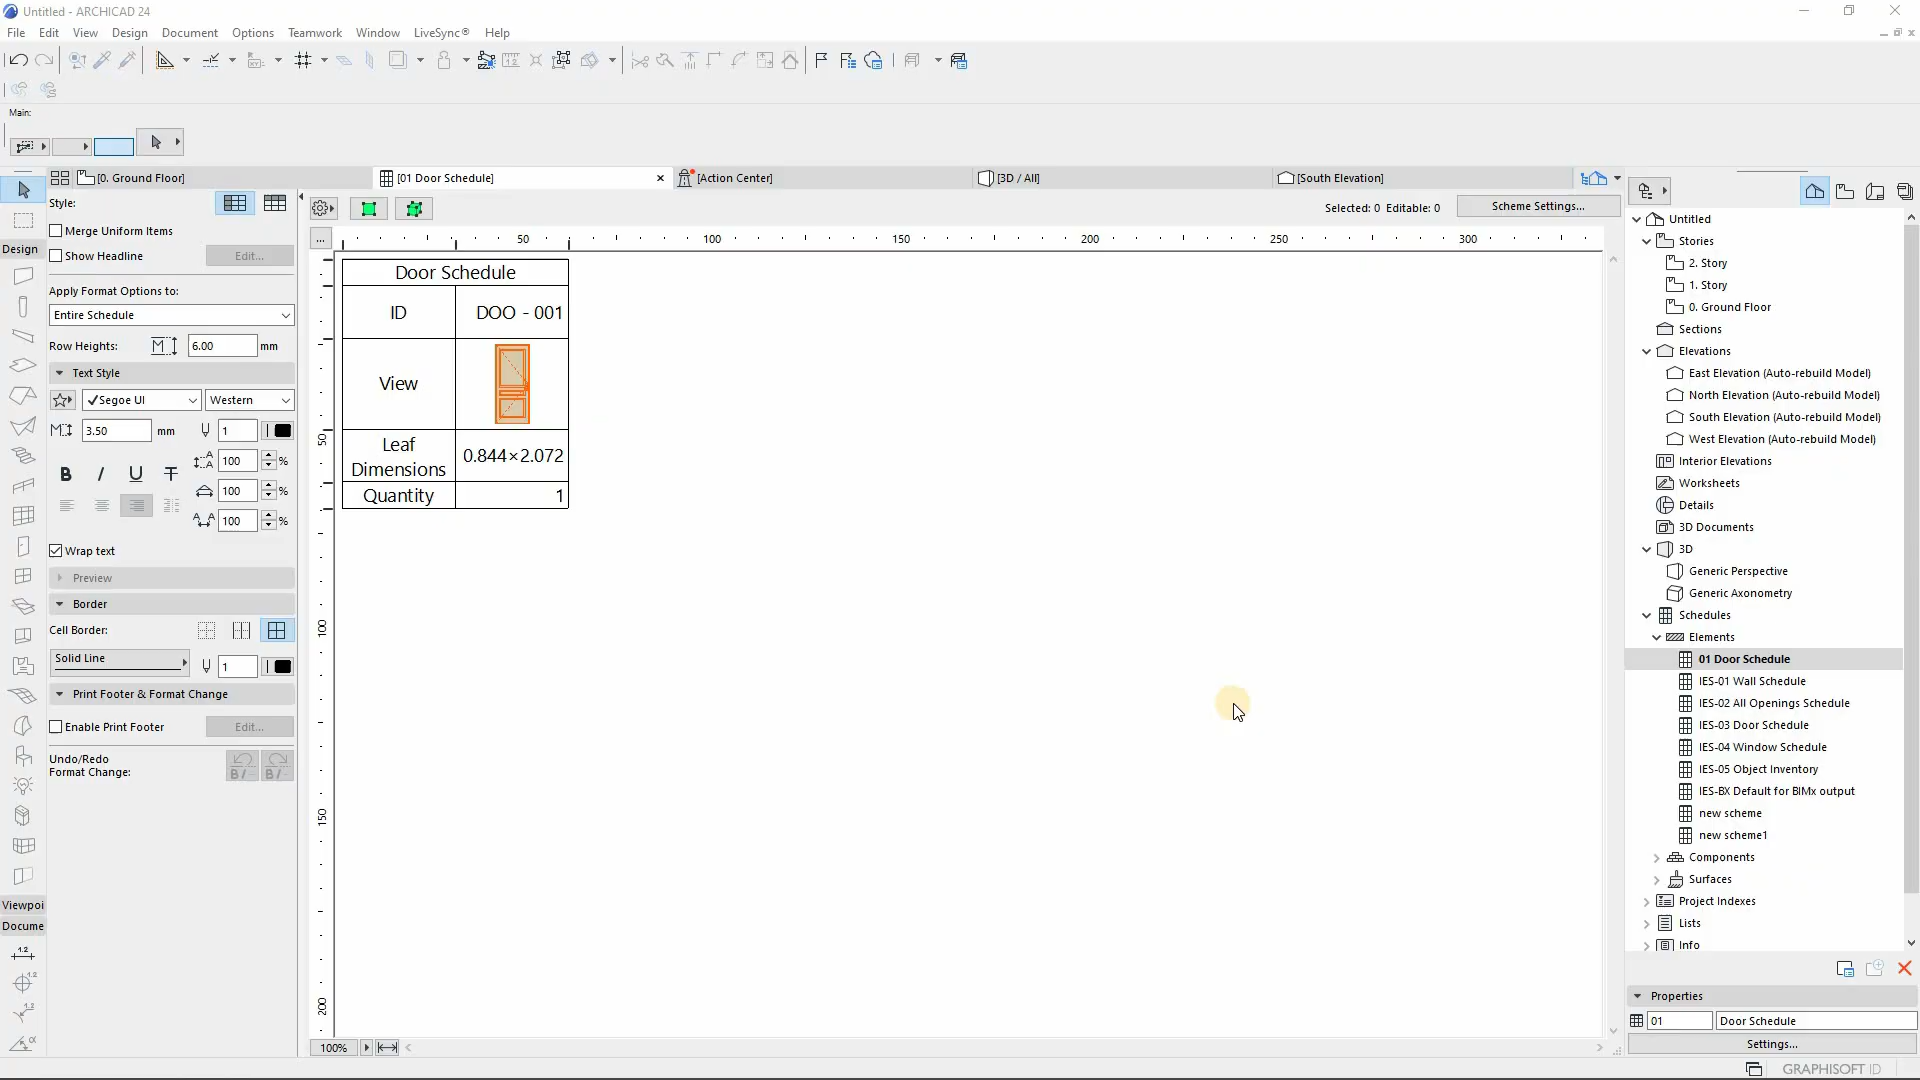 Untitled - ARCHICAD 24
File Edit View Design Document Options Teamwork Window LiveSync® Help
Main:
[0. Ground Floor] [01 Door Schedule] [Action Center] [3D / All] [South Elevation]
Style:
Selected: 0 Editable: 0 Scheme Settings...
Merge Uniform Items
Show Headline Edit...
50 100 150 200 250 300
Design
Apply Format Options to:
Entire Schedule
Row Heights: 6.00 mm
Text Style
Segoe UI Western
3.50 mm 1
100 %
B I U T
100 %
100 %
Wrap text
Preview
Border
Cell Border:
Solid Line 1
Print Footer & Format Change
Enable Print Footer Edit...
Undo/Redo
Format Change:
B/ B/
Viewpoi
Docume
1.2
1.2
1.2
α
50
100
150
200
Door Schedule
ID DOO - 001
View
Leaf
Dimensions 0.844×2.072
Quantity 1
100%
Untitled
Stories
2. Story
1. Story
0. Ground Floor
Sections
Elevations
East Elevation (Auto-rebuild Model)
North Elevation (Auto-rebuild Model)
South Elevation (Auto-rebuild Model)
West Elevation (Auto-rebuild Model)
Interior Elevations
Worksheets
Details
3D Documents
3D
Generic Perspective
Generic Axonometry
Schedules
Elements
01 Door Schedule
IES-01 Wall Schedule
IES-02 All Openings Schedule
IES-03 Door Schedule
IES-04 Window Schedule
IES-05 Object Inventory
IES-BX Default for BIMx output
new scheme
new scheme1
Components
Surfaces
Project Indexes
Lists
Info
Properties
01 Door Schedule
Settings...
GRAPHISOFT ID